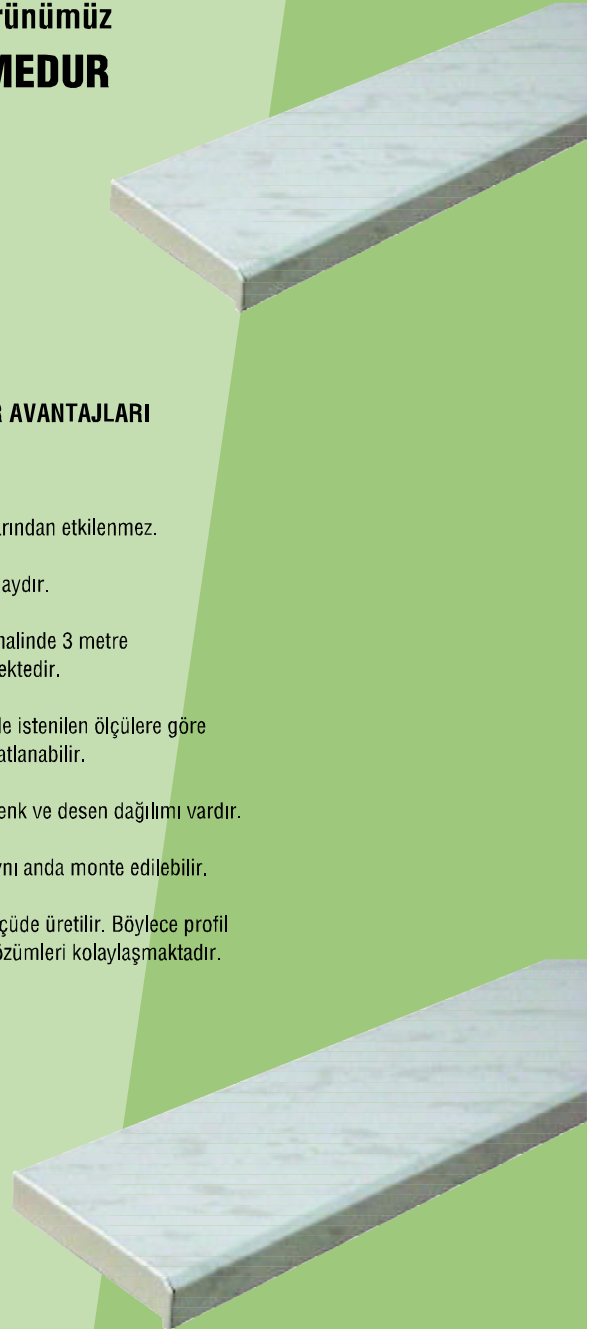 rünümüz
MEDUR
R AVANTAJLARI
arından etkilenmez.
aydır.
halinde 3 metre
ektedir.
de istenilen ölçülere göre
atlanabilir.
enk ve desen dağılımı vardır.
ynı anda monte edilebilir.
çüde üretilir. Böylece profil
özümleri kolaylaşmaktadır.